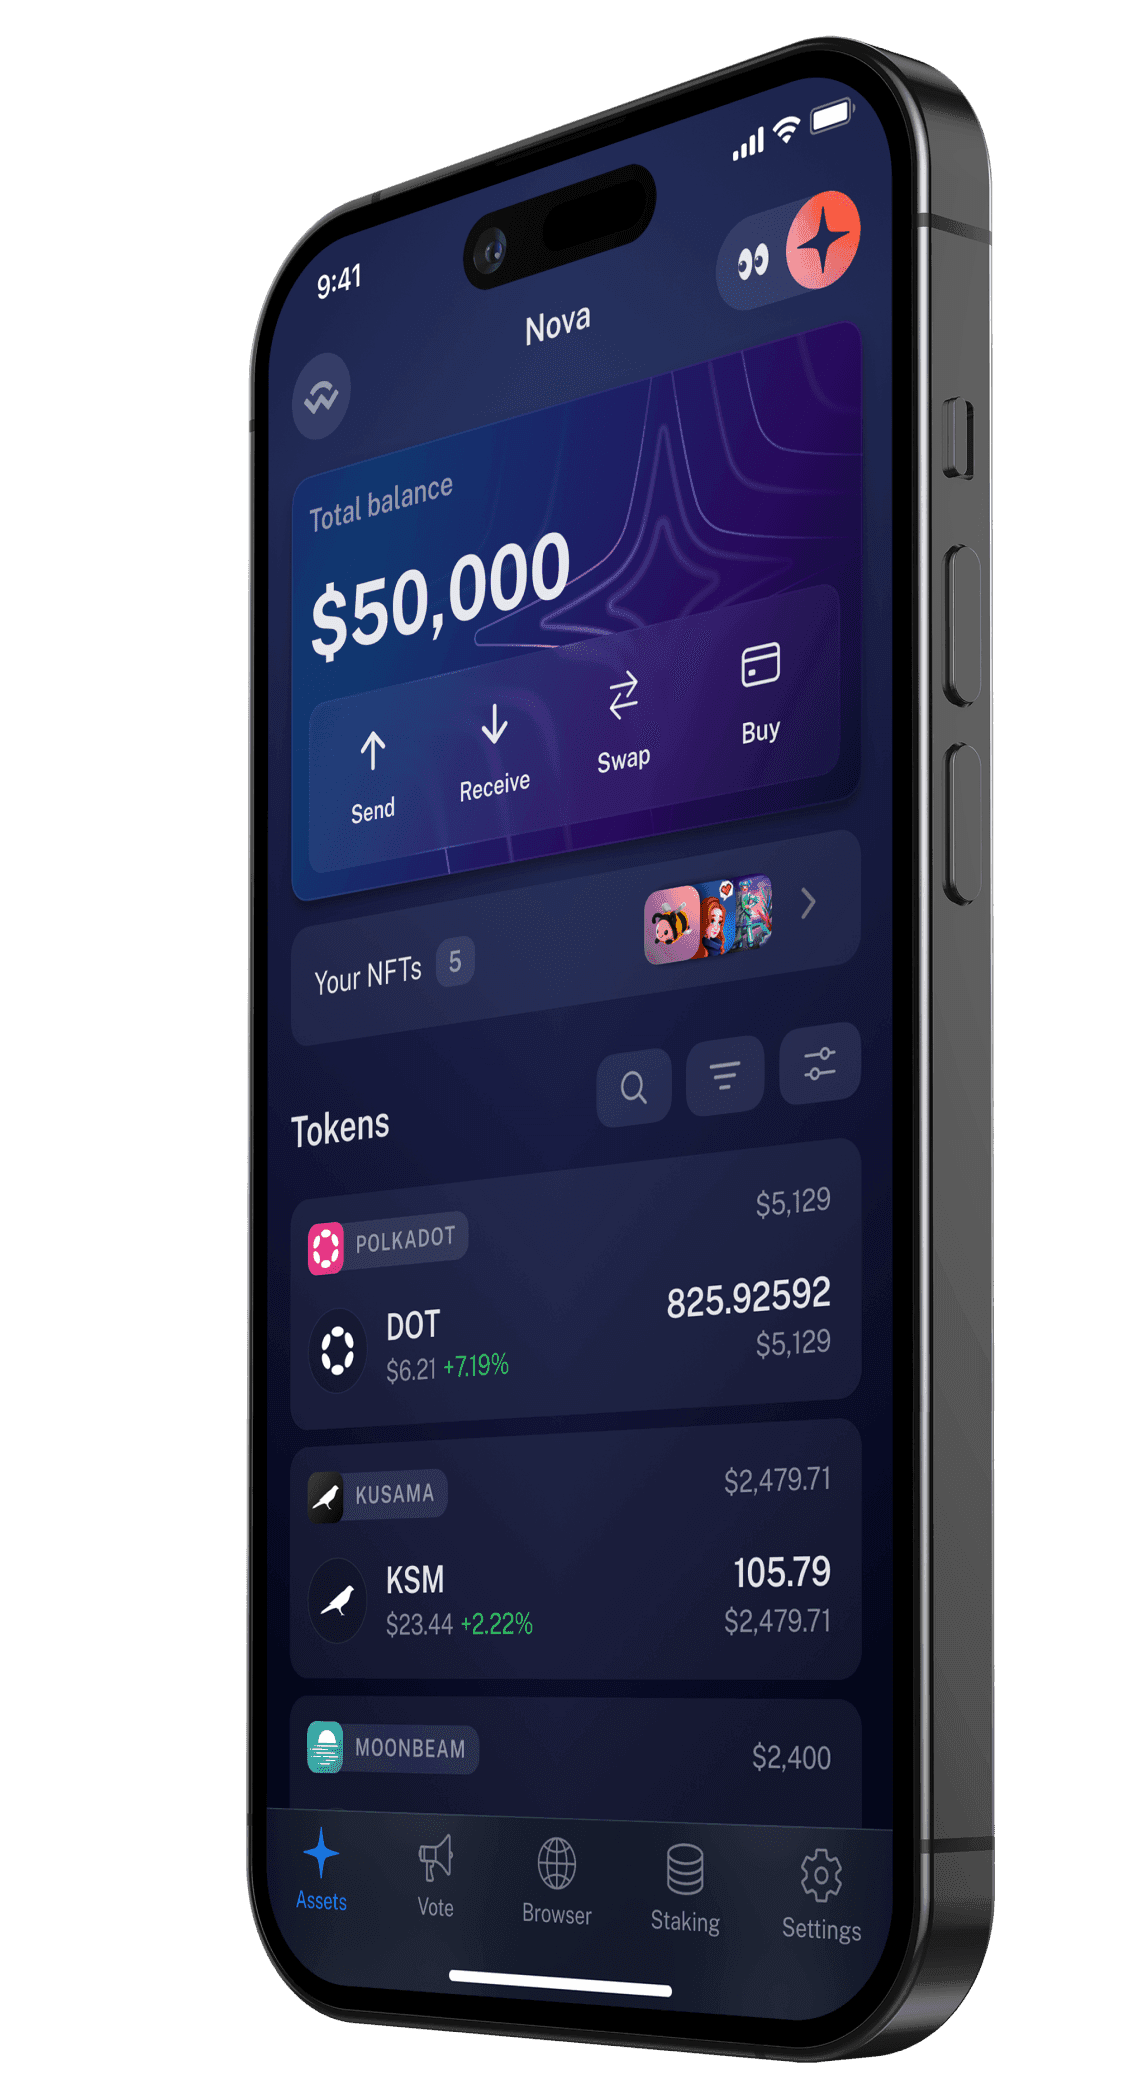 9:41
Nova
Total balance
$50,000
Send
Receive
Swap
Buy
Your NFTs 5
Tokens
POLKADOT
$5,129
DOT
825.92592
$6.21 +7.19%
$5,129
KUSAMA
$2,479.71
KSM
105.79
$23.44 +2.22%
$2,479.71
MOONBEAM
$2,400
Assets
Vote
Browser
Staking
Settings